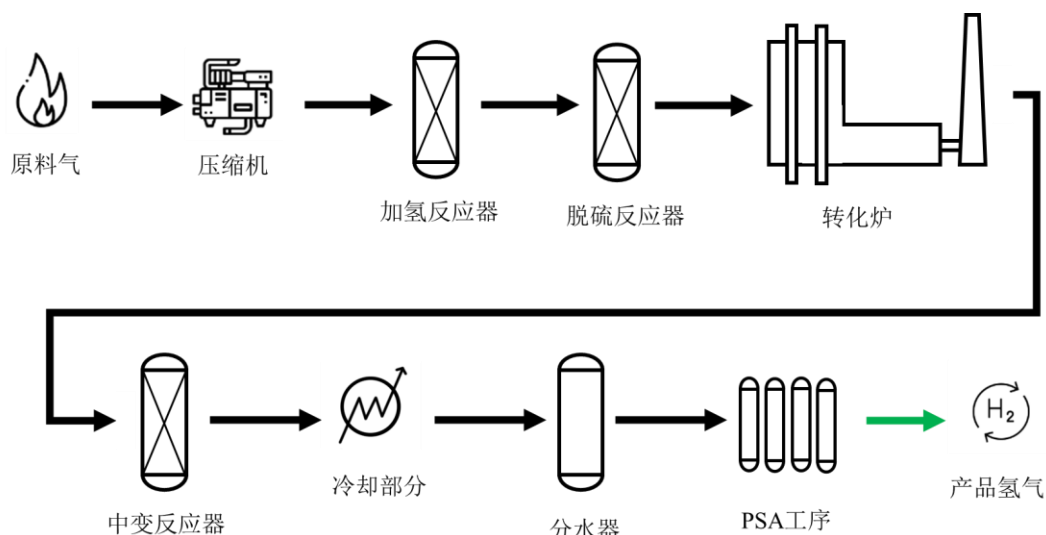 原料气
压缩机
加氢反应器
脱硫反应器
转化炉
中变反应器
冷却部分
分水器
PSA工序
H2
产品氢气